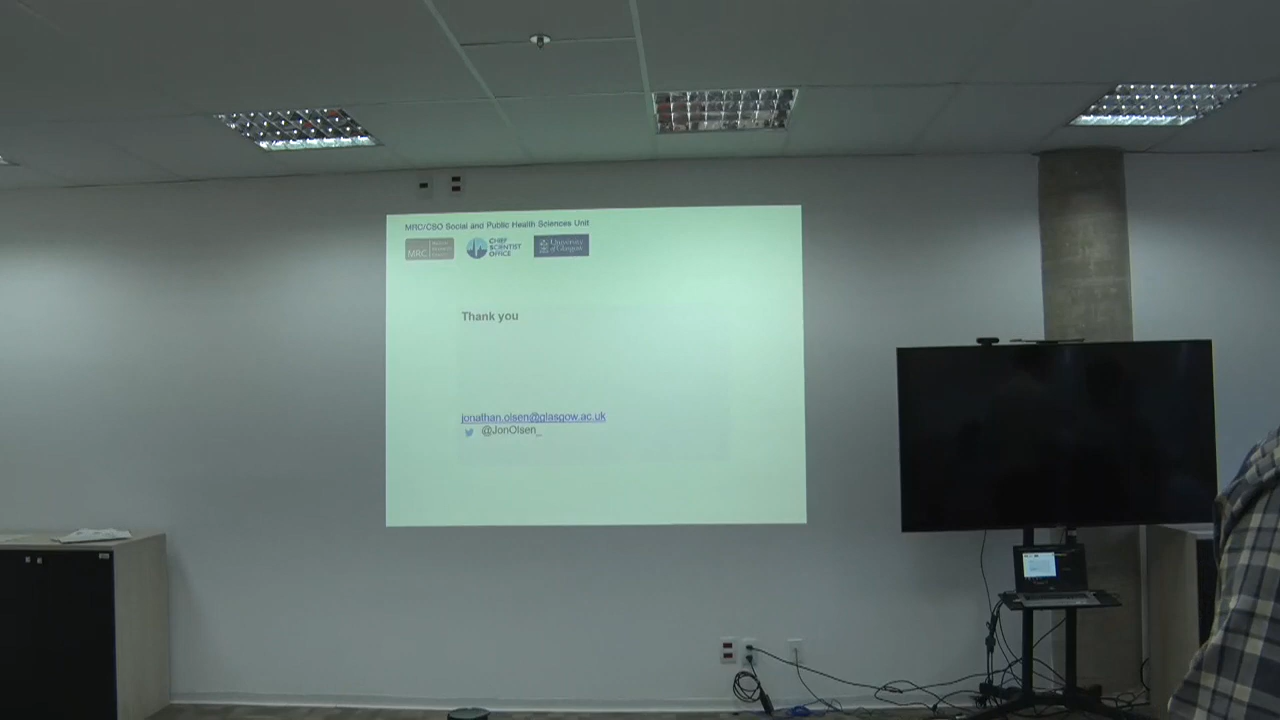 MRC/CSO Social and Public Health Sciences Unit
MRC
CHIEF
SCIENTIST
OFFICE
University
of Glasgow
Thank you
jonathan.olsen@glasgow.ac.uk
@JonOlsen_